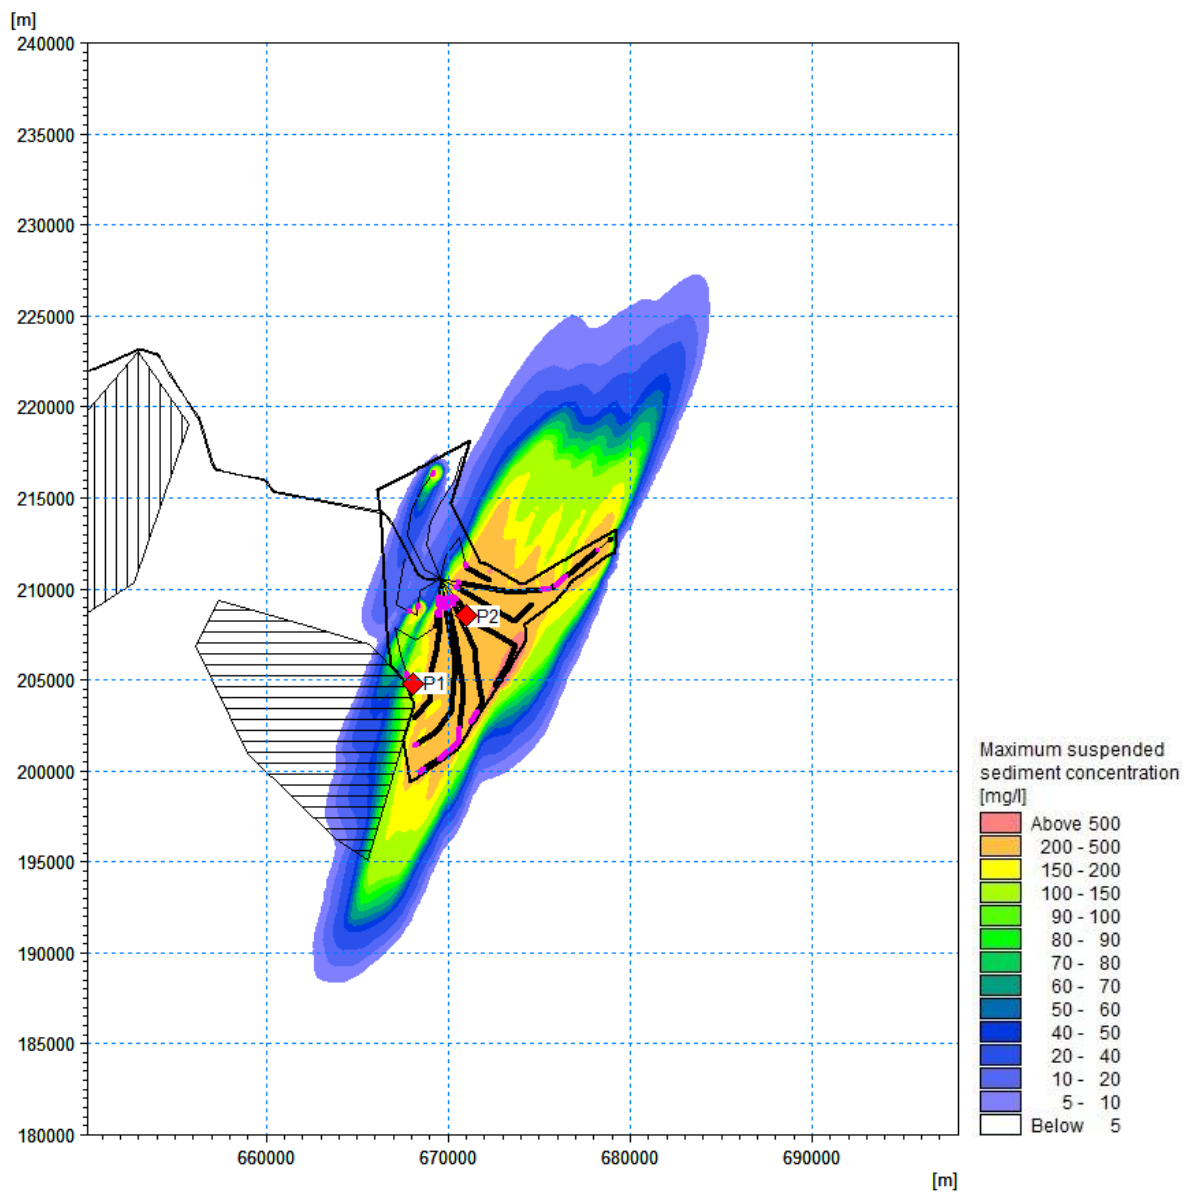 [m]
240000
235000
230000
225000
220000
215000
210000
205000
200000
195000
190000
185000
180000
660000
670000
680000
690000
[m]
P2
P1
Maximum suspended
sediment concentration
[mg/l]
Above 500
200 - 500
150 - 200
100 - 150
90 - 100
80 - 90
70 - 80
60 - 70
50 - 60
40 - 50
20 - 40
10 - 20
5 - 10
Below 5